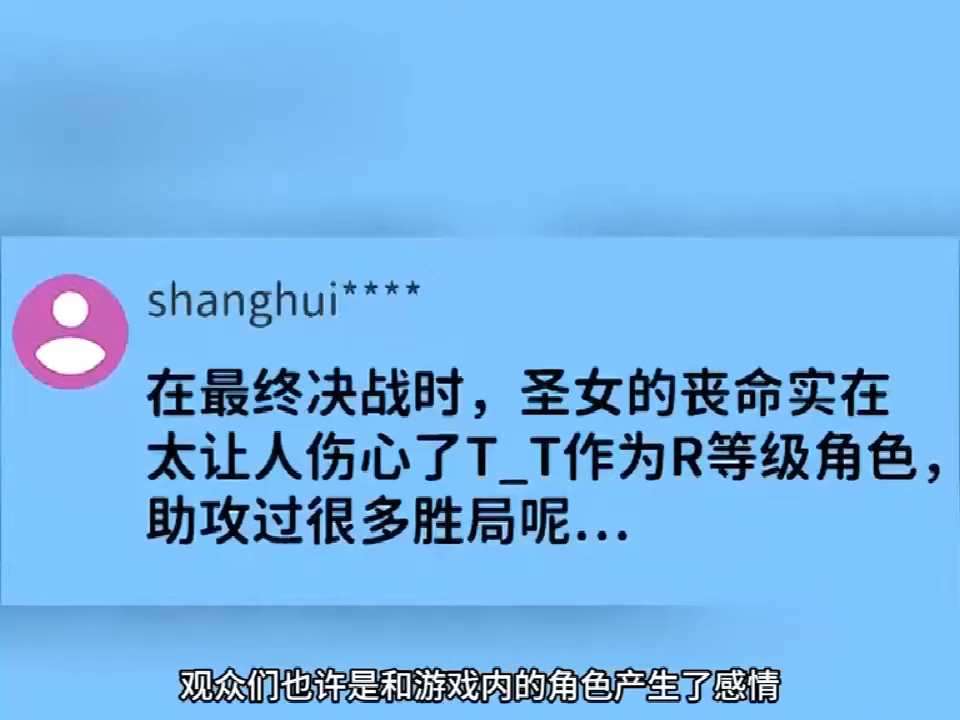 shanghui****
在最终决战时，圣女的丧命实在
太让人伤心了T_T作为R等级角色，
助攻过很多胜局呢...
观众们也许是和游戏内的角色产生了感情